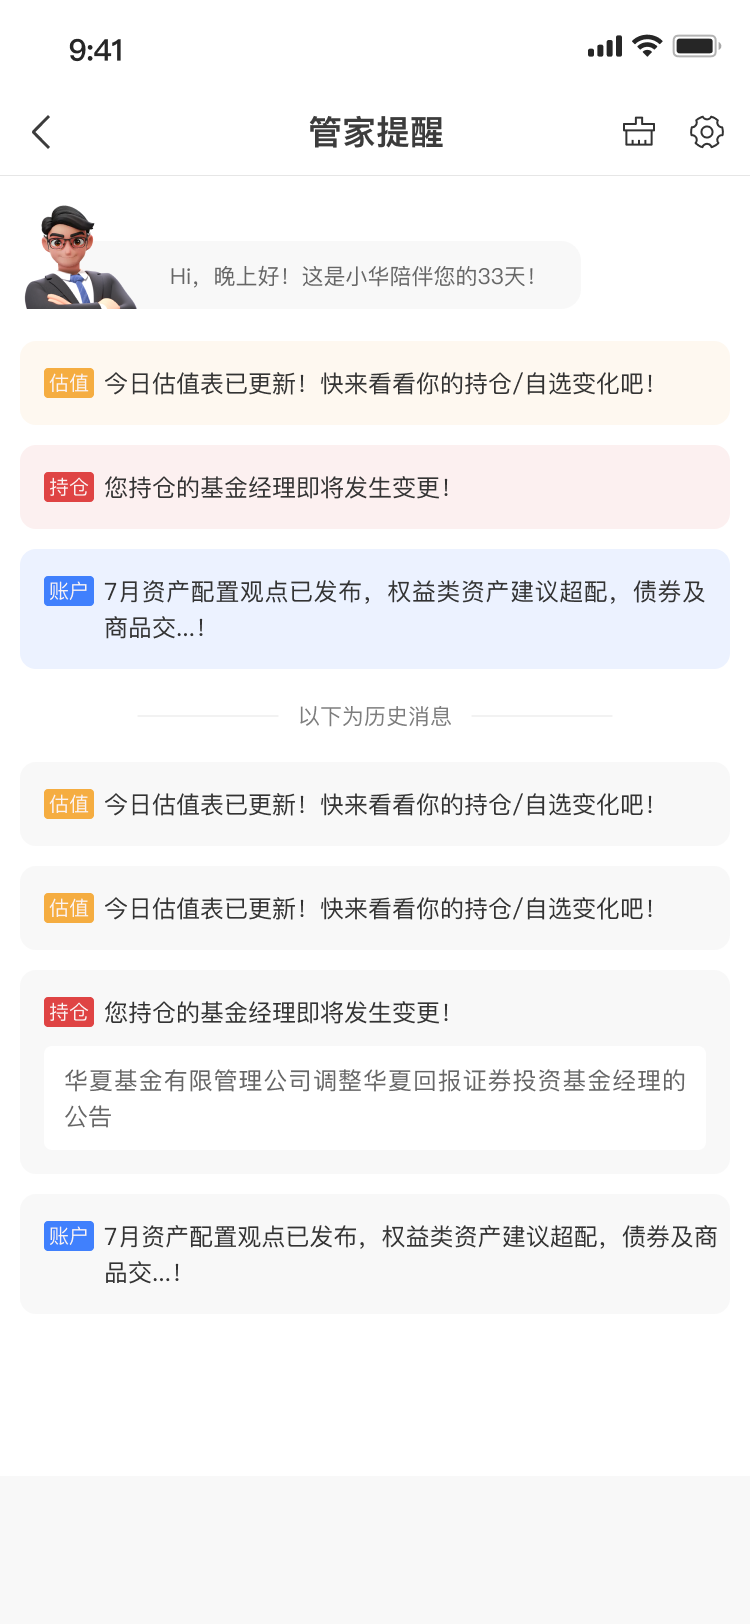 9:41
管家提醒
Hi，晚上好！这是小华陪伴您的33天！
估值 今日估值表已更新！快来看看你的持仓/自选变化吧！
持仓 您持仓的基金经理即将发生变更！
账户 7月资产配置观点已发布，权益类资产建议超配，债券及
商品交...！
以下为历史消息
估值 今日估值表已更新！快来看看你的持仓/自选变化吧！
估值 今日估值表已更新！快来看看你的持仓/自选变化吧！
持仓 您持仓的基金经理即将发生变更！
华夏基金有限管理公司调整华夏回报证券投资基金经理的
公告
账户 7月资产配置观点已发布，权益类资产建议超配，债券及商
品交...！